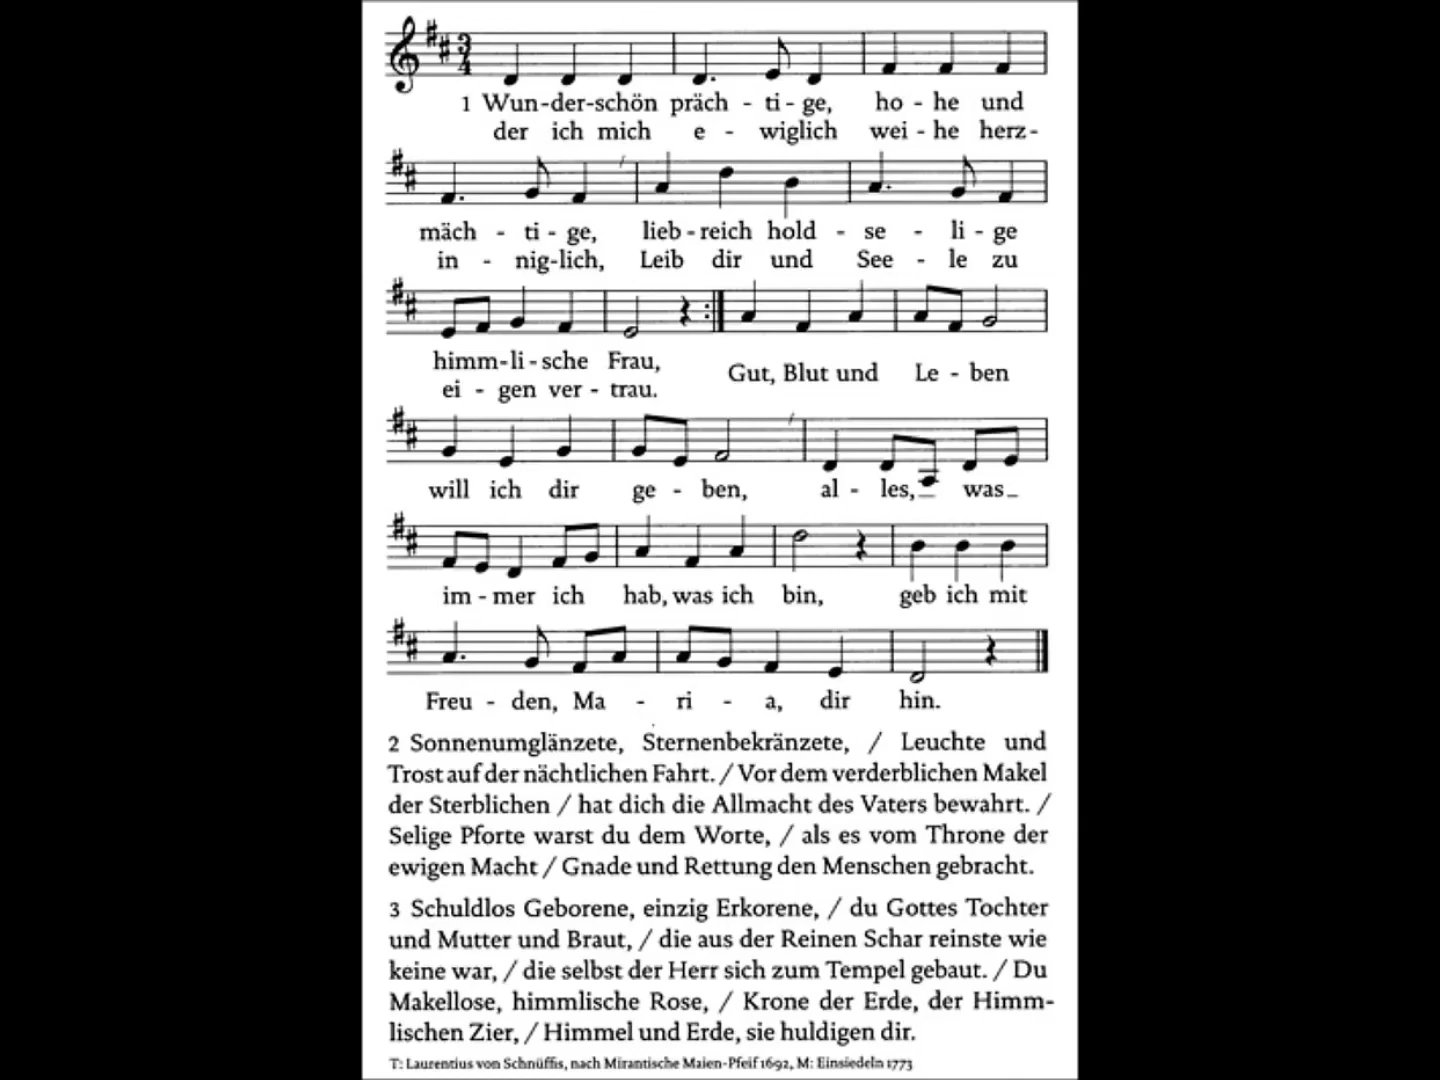 1 Wun-der-schön präch - ti - ge, ho - he und
der ich mich e - wiglich wei - he herz-
mäch - ti - ge, lieb - reich hold - se - li - ge
in - nig-lich, Leib dir und See - le zu
himm-li - sche Frau, Gut, Blut und Le - ben
ei - gen ver - trau.
will ich dir ge - ben, al - les,_ was_
im - mer ich hab, was ich bin, geb ich mit
Freu - den, Ma - ri - a, dir hin.
2 Sonnenumglänzete, Sternenbekränzete, / Leuchte und
Trost auf der nächtlichen Fahrt. / Vor dem verderblichen Makel
der Sterblichen / hat dich die Allmacht des Vaters bewahrt. /
Selige Pforte warst du dem Worte, / als es vom Throne der
ewigen Macht / Gnade und Rettung den Menschen gebracht.
3 Schuldlos Geborene, einzig Erkorene, / du Gottes Tochter
und Mutter und Braut, / die aus der Reinen Schar reinste wie
keine war, / die selbst der Herr sich zum Tempel gebaut. / Du
Makellose, himmlische Rose, / Krone der Erde, der Himm-
lischen Zier, / Himmel und Erde, sie huldigen dir.
T: Laurentius von Schnüffis, nach Mirantische Maien-Pfeif 1692, M: Einsiedeln 1773